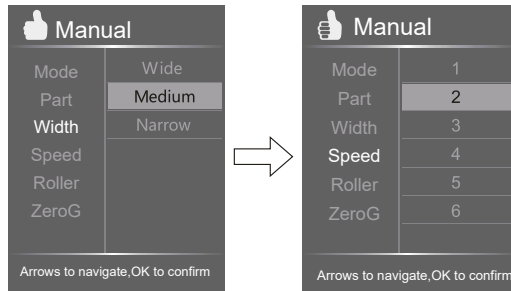 Manual
Mode
Part
Width
Speed
Roller
ZeroG
Wide
Medium
Narrow
Arrows to navigate,OK to confirm
Manual
Mode
Part
Width
Speed
Roller
ZeroG
1
2
3
4
5
6
Arrows to navigate,OK to confirm